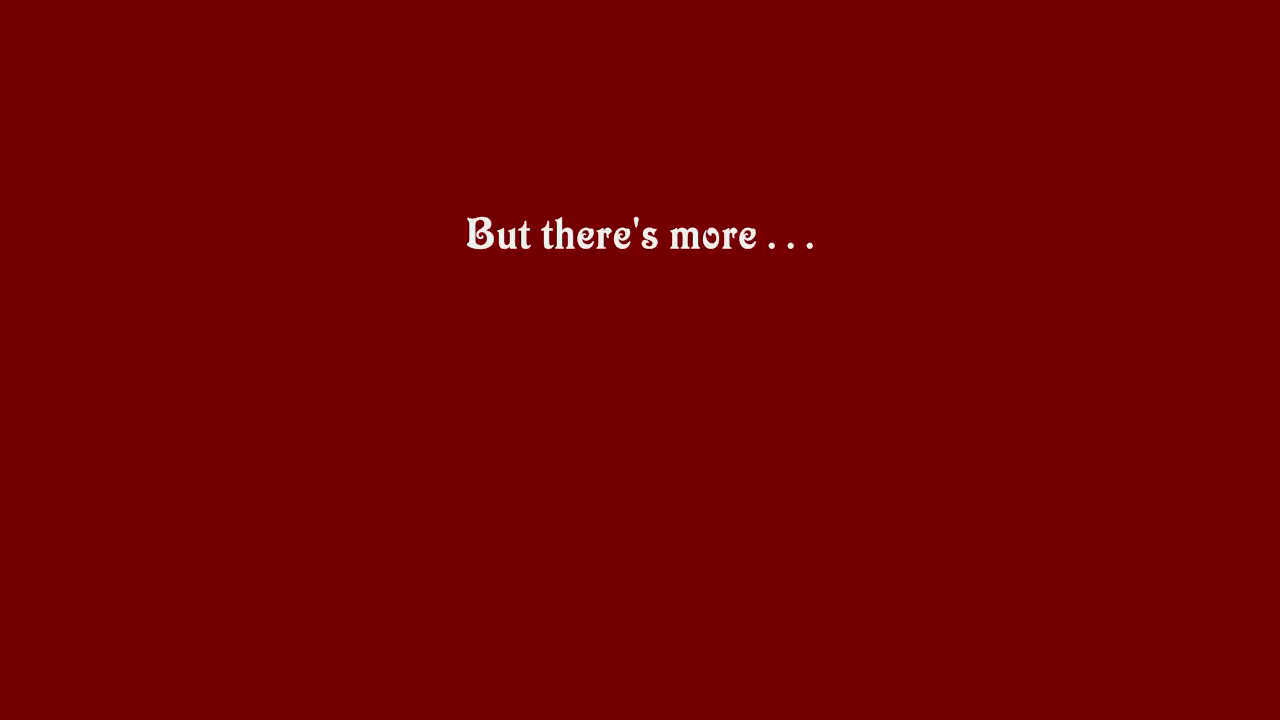 But there's more . . .